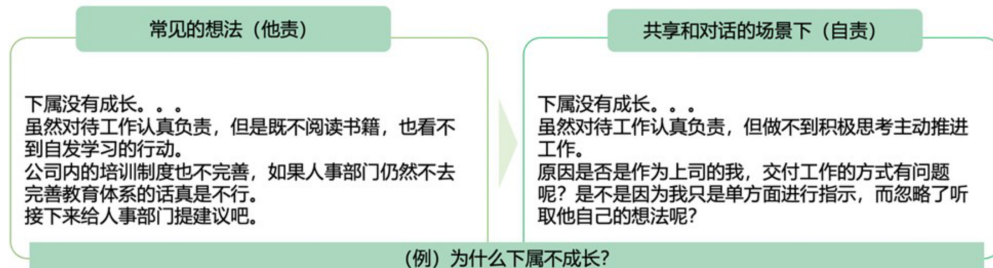 常见的想法（他责）
下属没有成长。。。
虽然对待工作认真负责，但是既不阅读书籍，也看不
到自发学习的行动。
公司内的培训制度也不完善，如果人事部门仍然不去
完善教育体系的话真是不行。
接下来给人事部门提建议吧。
共享和对话的场景下（自责）
下属没有成长。。。
虽然对待工作认真负责，但做不到积极思考主动推进
工作。
原因是否是作为上司的我，交付工作的方式有问题
呢？是不是因为我只是单方面进行指示，而忽略了听
取他自己的想法呢？
（例）为什么下属不成长？